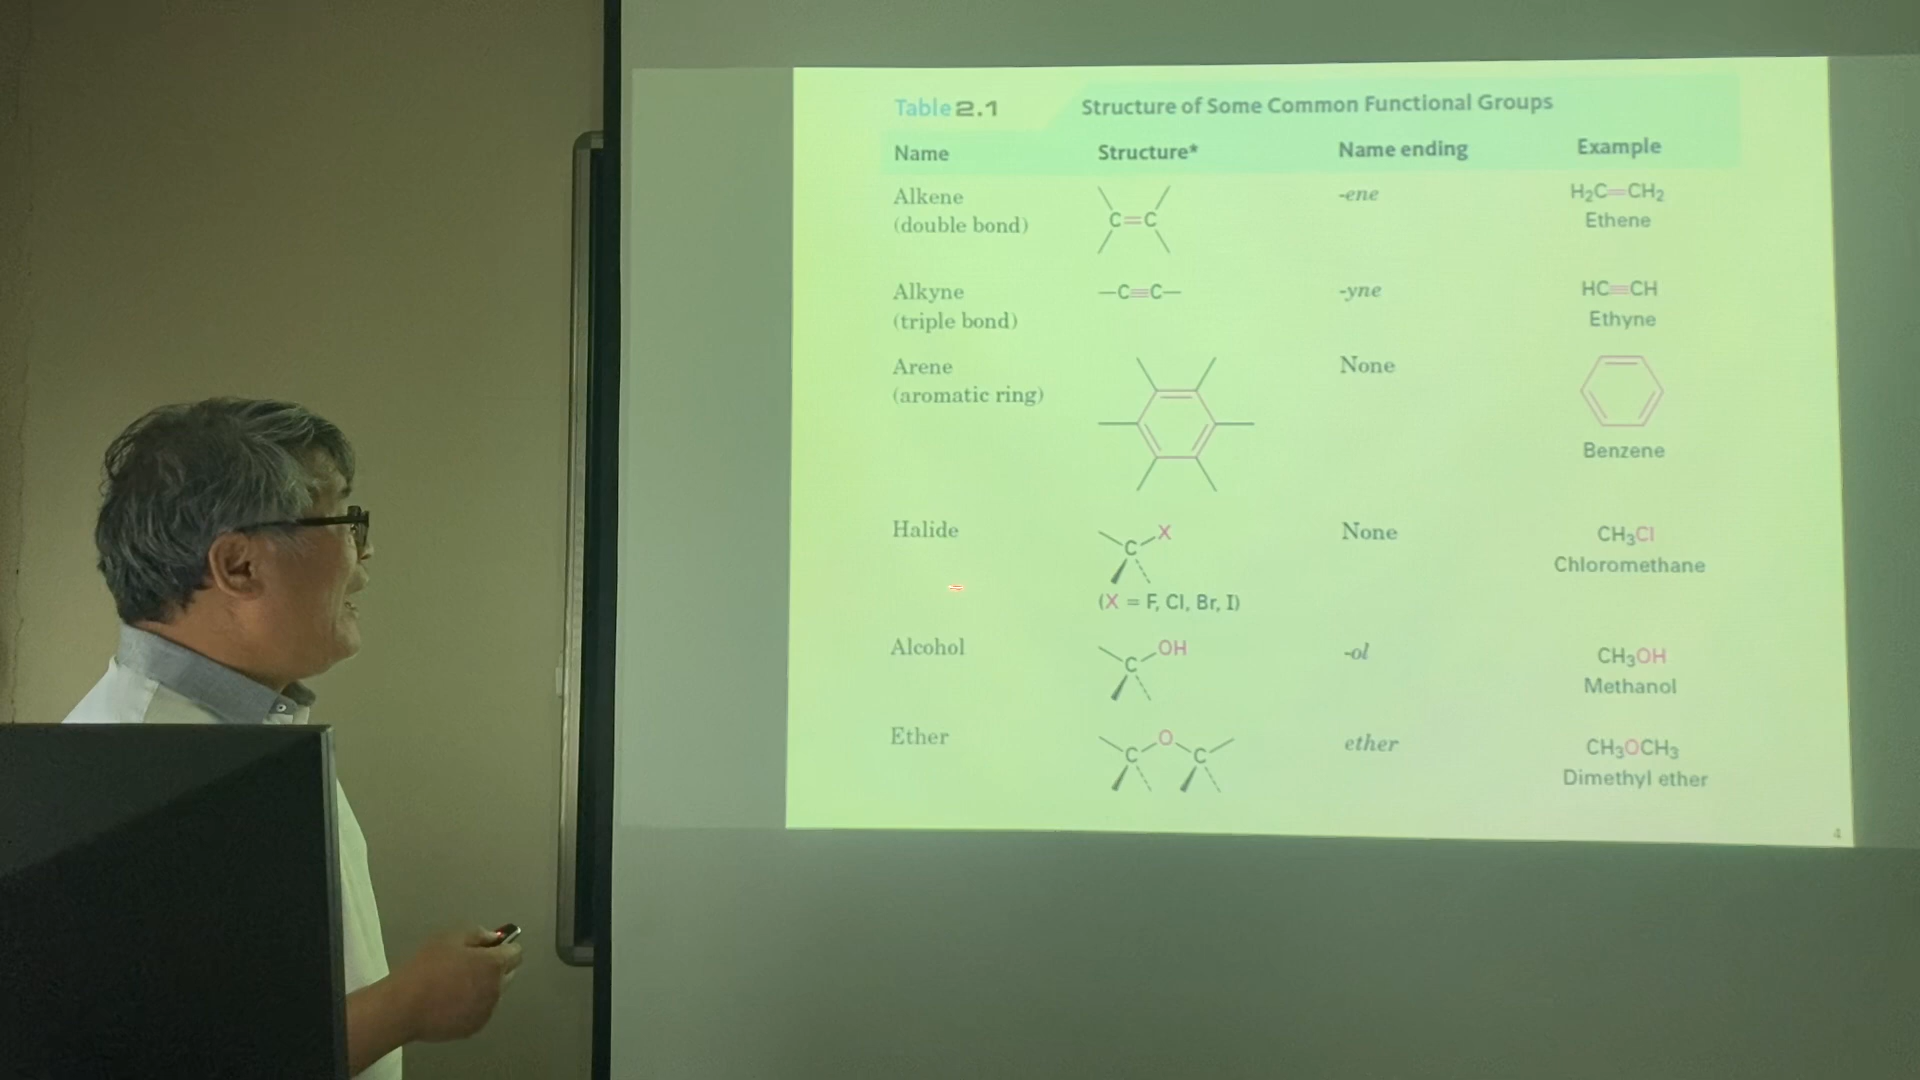 Table 2.1 Structure of Some Common Functional Groups
Name Structure* Name ending Example
Alkene -ene H₂C=CH₂
(double bond) C=C Ethene
Alkyne —C≡C— -yne HC≡CH
(triple bond) Ethyne
Arene None
(aromatic ring)
Benzene
Halide C X None CH₃Cl
Chloromethane
(X = F, Cl, Br, I)
Alcohol C OH -ol CH₃OH
Methanol
Ether C O C ether CH₃OCH₃
Dimethyl ether
4